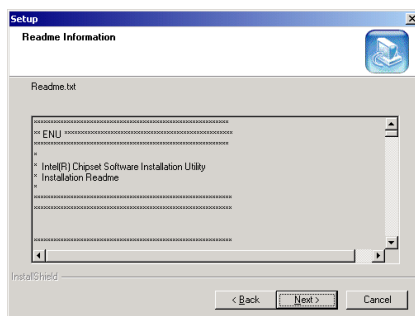 Setup
Readme Information
Readme.txt
****************************************************
** ENU **********************************************
****************************************************
*
* Intel(R) Chipset Software Installation Utility
* Installation Readme
*
****************************************************
****************************************************
****************************************************
InstallShield
< Back
Next >
Cancel